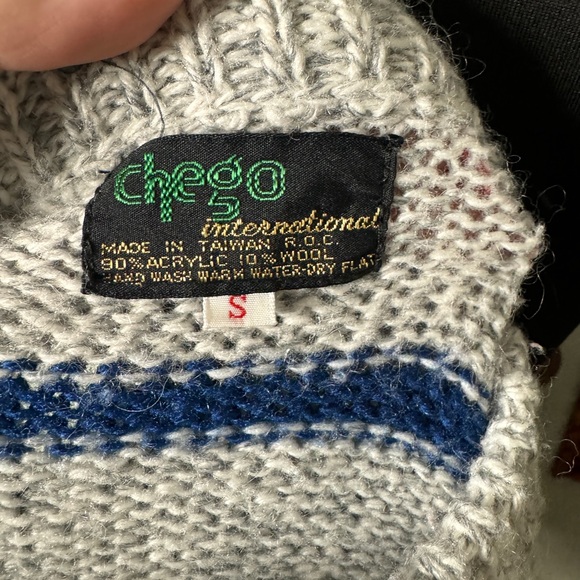 chego
international
MADE IN TAIWAN R.O.C.
90% ACRYLIC 10% WOOL
HAND WASH WARM WATER-DRY FLAT
S